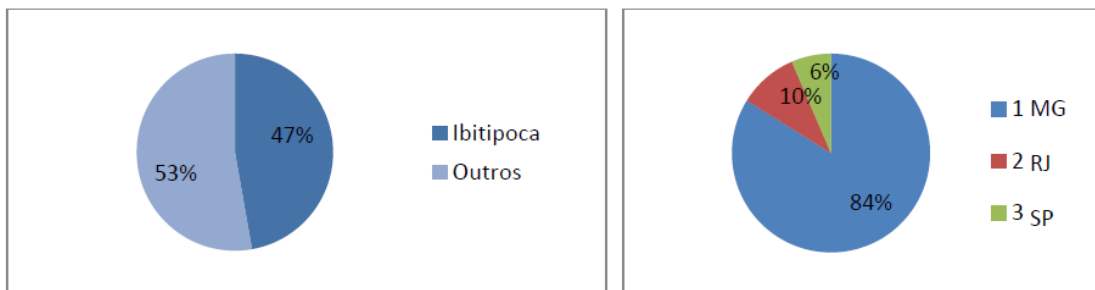 47%
53%
Ibitipoca
Outros
6%
10%
84%
1 MG
2 RJ
3 SP